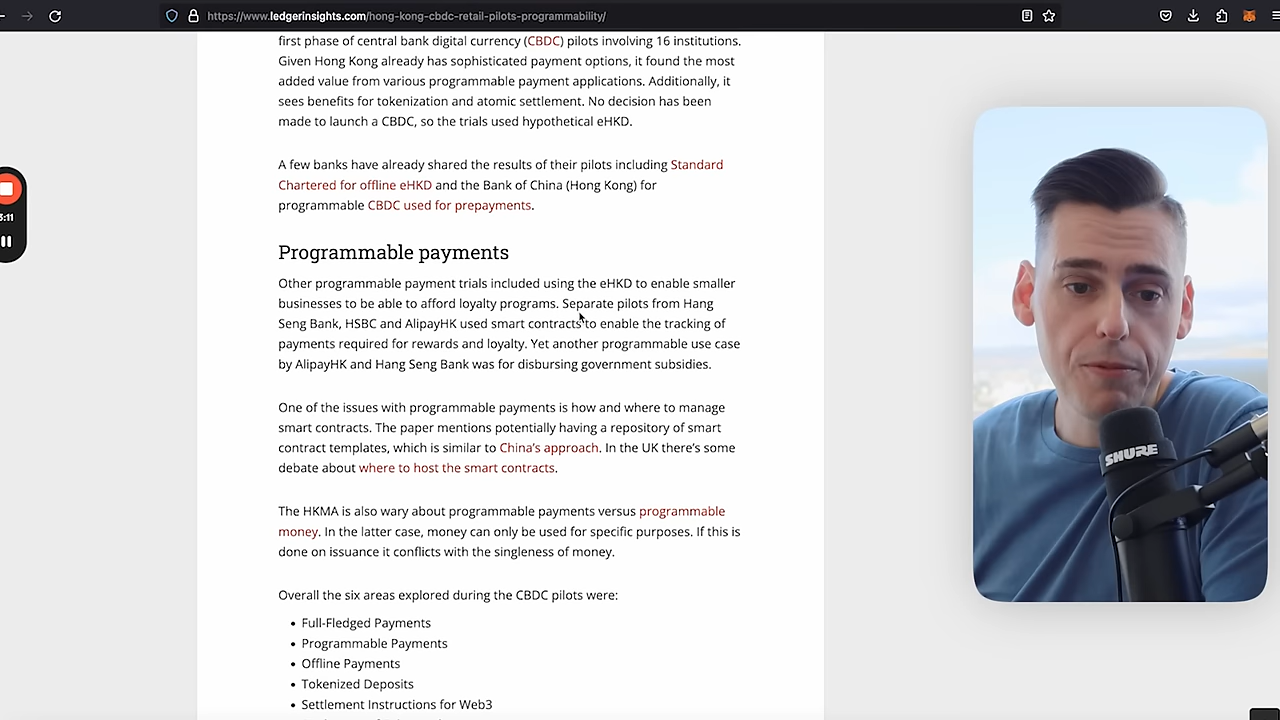 https://www.ledgerinsights.com/hong-kong-cbdc-retail-pilots-programmability/
first phase of central bank digital currency (CBDC) pilots involving 16 institutions.
Given Hong Kong already has sophisticated payment options, it found the most
added value from various programmable payment applications. Additionally, it
sees benefits for tokenization and atomic settlement. No decision has been
made to launch a CBDC, so the trials used hypothetical eHKD.
A few banks have already shared the results of their pilots including Standard
Chartered for offline eHKD and the Bank of China (Hong Kong) for
programmable CBDC used for prepayments.
Programmable payments
Other programmable payment trials included using the eHKD to enable smaller
businesses to be able to afford loyalty programs. Separate pilots from Hang
Seng Bank, HSBC and AlipayHK used smart contracts to enable the tracking of
payments required for rewards and loyalty. Yet another programmable use case
by AlipayHK and Hang Seng Bank was for disbursing government subsidies.
One of the issues with programmable payments is how and where to manage
smart contracts. The paper mentions potentially having a repository of smart
contract templates, which is similar to China's approach. In the UK there's some
debate about where to host the smart contracts.
The HKMA is also wary about programmable payments versus programmable
money. In the latter case, money can only be used for specific purposes. If this is
done on issuance it conflicts with the singleness of money.
Overall the six areas explored during the CBDC pilots were:
• Full-Fledged Payments
• Programmable Payments
• Offline Payments
• Tokenized Deposits
• Settlement Instructions for Web3
SHURE